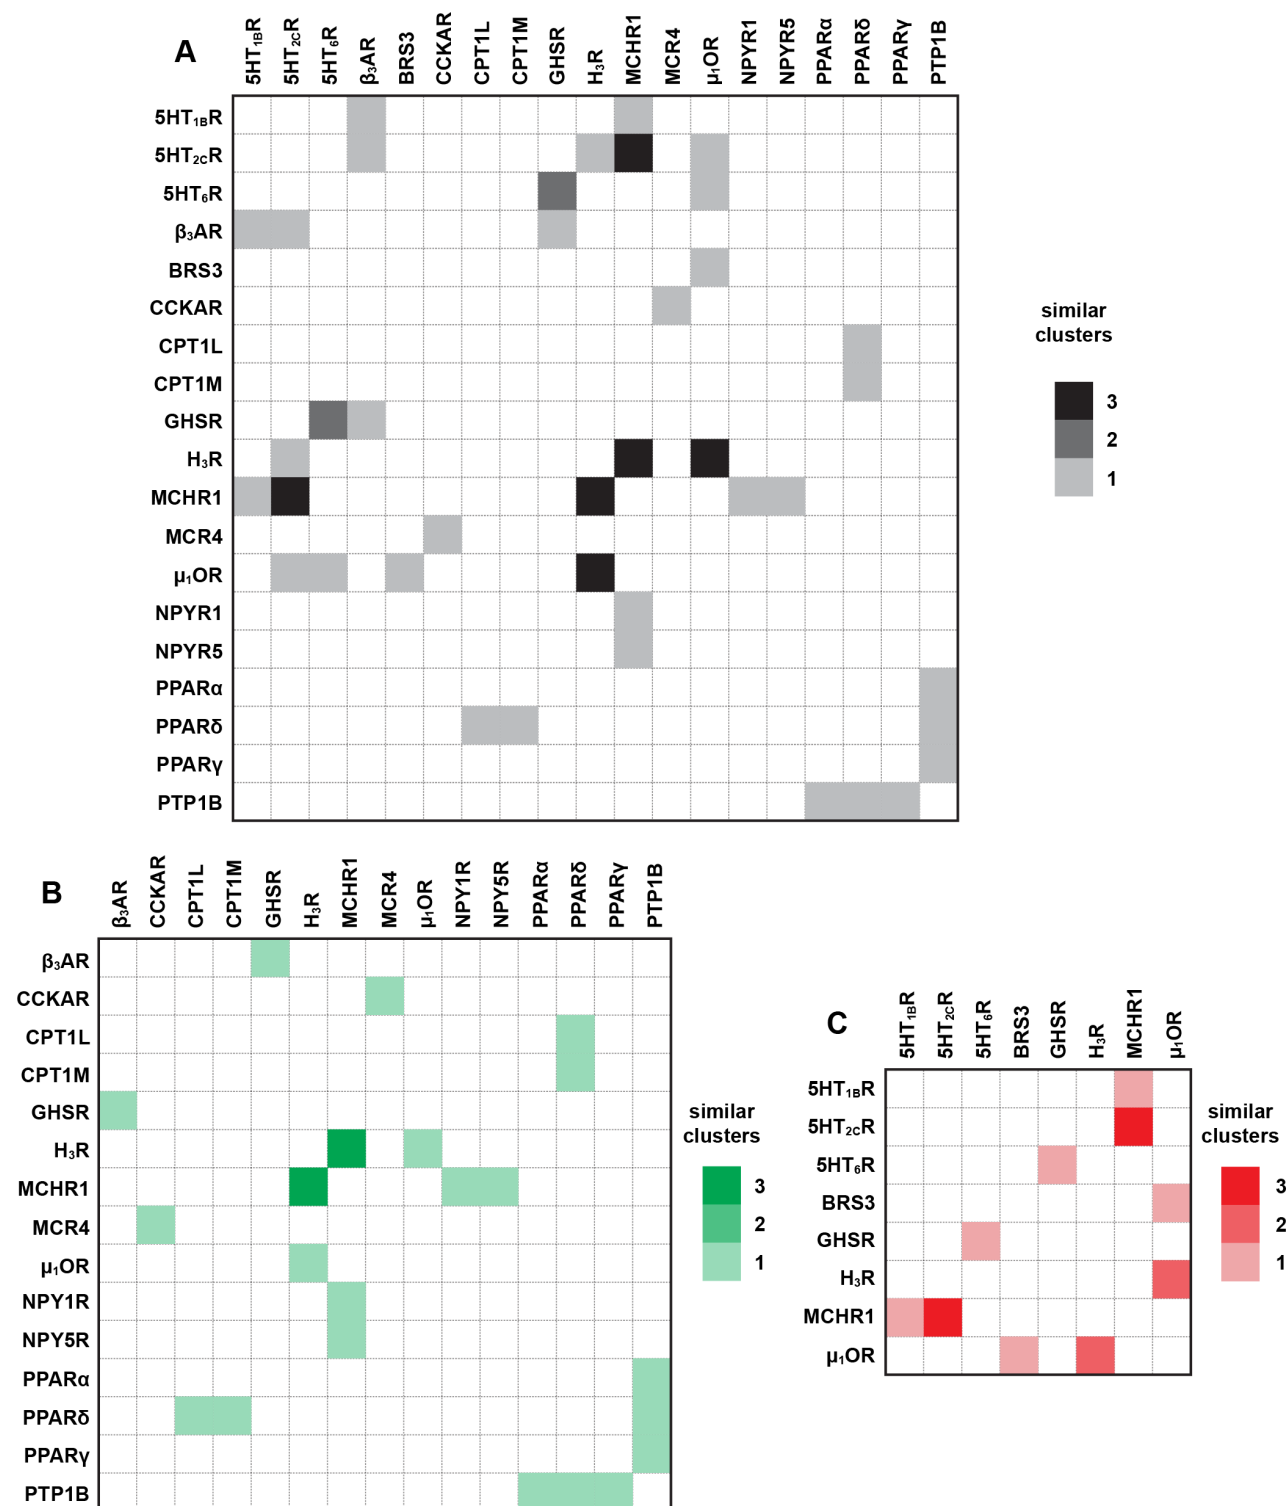 A
5HT1BR
5HT2CR
5HT6R
β3AR
BRS3
CCKAR
CPT1L
CPT1M
GHSR
H3R
MCHR1
MCR4
μ1OR
NPYR1
NPYR5
PPARα
PPARδ
PPARγ
PTP1B
5HT1BR
5HT2CR
5HT6R
β3AR
BRS3
CCKAR
CPT1L
CPT1M
GHSR
H3R
MCHR1
MCR4
μ1OR
NPYR1
NPYR5
PPARα
PPARδ
PPARγ
PTP1B
similar
clusters
3
2
1
B
β3AR
CCKAR
CPT1L
CPT1M
GHSR
H3R
MCHR1
MCR4
μ1OR
NPY1R
NPY5R
PPARα
PPARδ
PPARγ
PTP1B
β3AR
CCKAR
CPT1L
CPT1M
GHSR
H3R
MCHR1
MCR4
μ1OR
NPY1R
NPY5R
PPARα
PPARδ
PPARγ
PTP1B
similar
clusters
3
2
1
C
5HT1BR
5HT2CR
5HT6R
BRS3
GHSR
H3R
MCHR1
μ1OR
5HT1BR
5HT2CR
5HT6R
BRS3
GHSR
H3R
MCHR1
μ1OR
similar
clusters
3
2
1